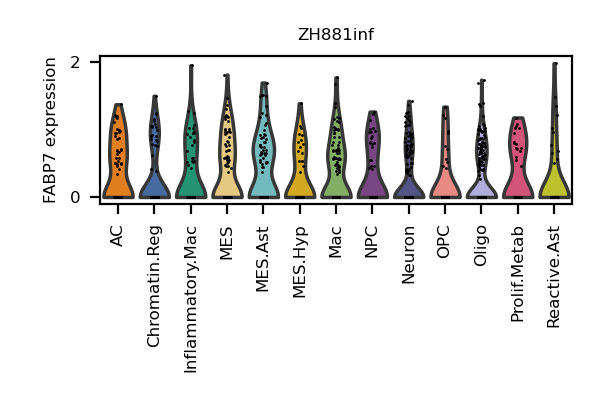 ZH881inf
FABP7 expression
2
0
AC
Chromatin.Reg
Inflammatory.Mac
MES
MES.Ast
MES.Hyp
Mac
NPC
Neuron
OPC
Oligo
Prolif.Metab
Reactive.Ast